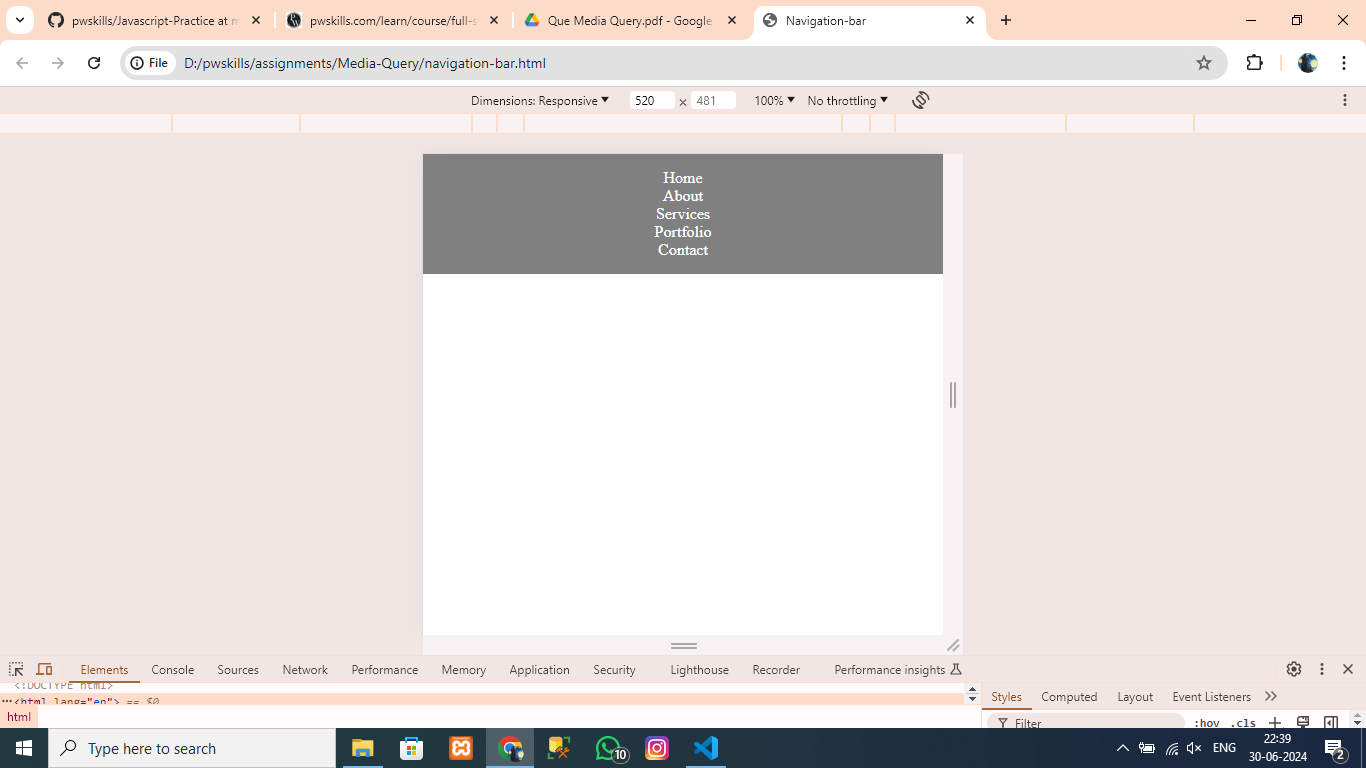 pwskills/Javascript-Practice at m
pwskills.com/learn/course/full-s
Que Media Query.pdf - Google
Navigation-bar
File
D:/pwskills/assignments/Media-Query/navigation-bar.html
Dimensions: Responsive 520 × 481 100% No throttling
Home
About
Services
Portfolio
Contact
Elements Console Sources Network Performance Memory Application Security Lighthouse Recorder Performance insights
<!DOCTYPE html>
<html lang="en"> == $0
html
Styles Computed Layout Event Listeners
Filter :hov .cls
Type here to search
10
ENG
22:39
30-06-2024
2